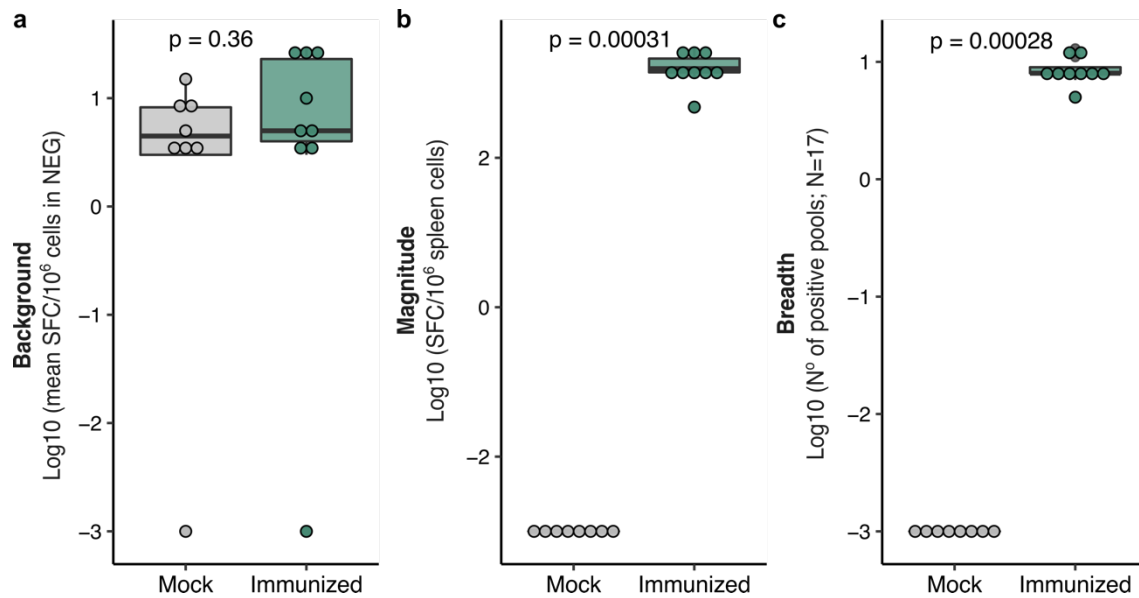 a
p = 0.36
Background
Log10 (mean SFC/10⁶ cells in NEG)
1
0
−1
−2
−3
Mock Immunized
b
p = 0.00031
Magnitude
Log10 (SFC/10⁶ spleen cells)
2
0
−2
Mock Immunized
c
p = 0.00028
Breadth
Log10 (Nº of positive pools; N=17)
1
0
−1
−2
−3
Mock Immunized